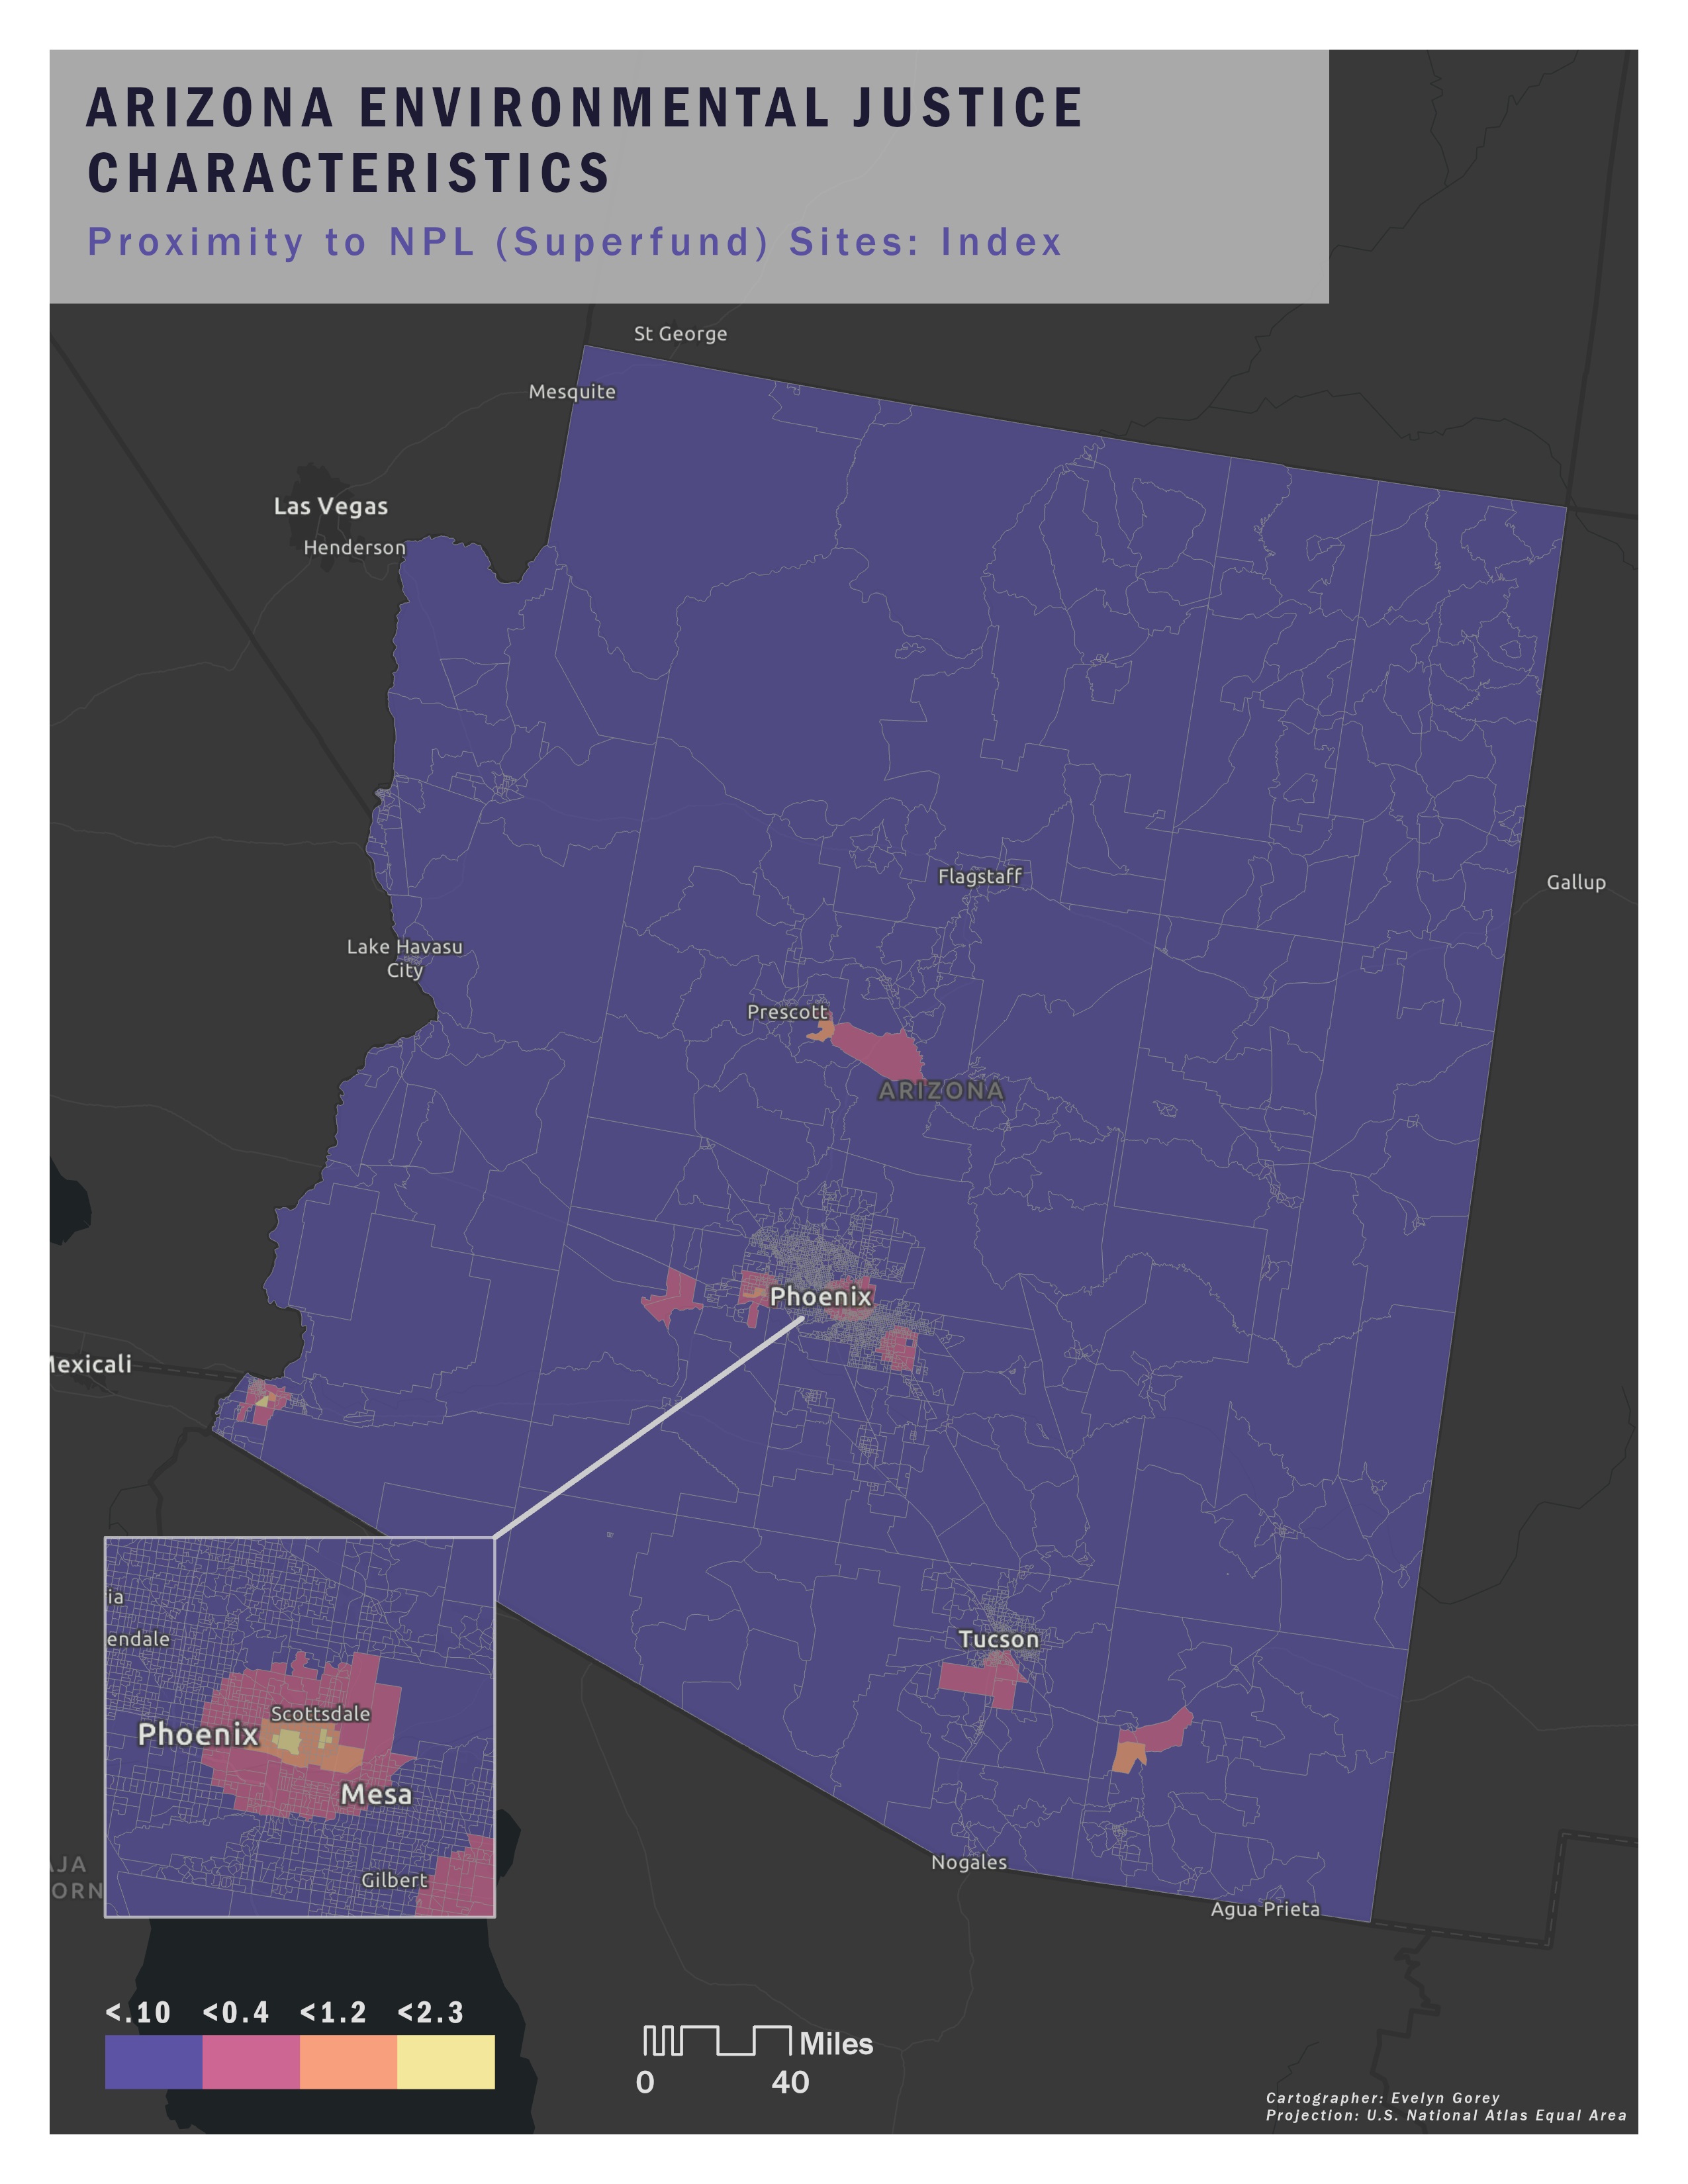 ARIZONA ENVIRONMENTAL JUSTICE
CHARACTERISTICS
Proximity to NPL (Superfund) Sites: Index
St George
Mesquite
Las Vegas
Henderson
Flagstaff
Gallup
Lake Havasu
City
Prescott
ARIZONA
Phoenix
Mexicali
Tucson
Nogales
Agua Prieta
ia
endale
Scottsdale
Phoenix
Mesa
Gilbert
AJA
ORN
<.10 <0.4 <1.2 <2.3
Miles
0 40
Cartographer: Evelyn Gorey
Projection: U.S. National Atlas Equal Area